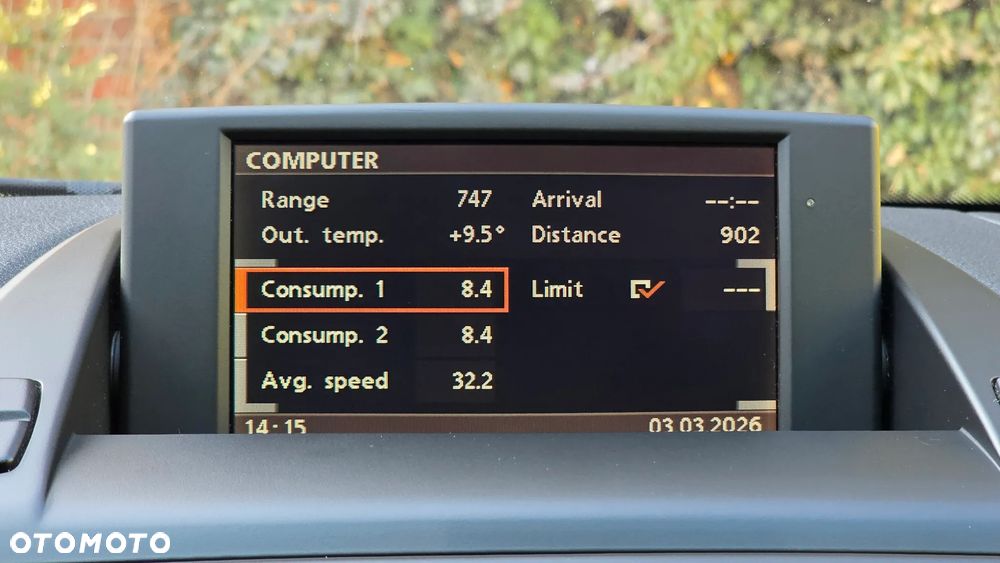 COMPUTER
Range 747 Arrival --:--
Out. temp. +9.5° Distance 902
Consump. 1 8.4 Limit ---
Consump. 2 8.4
Avg. speed 32.2
14:15 03.03.2026
OTOMOTO